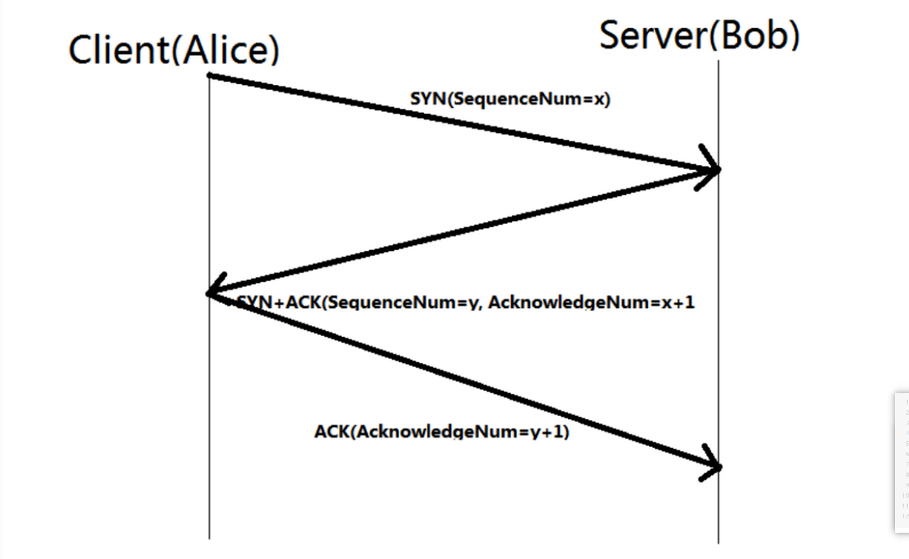 Client(Alice)
Server(Bob)
SYN(SequenceNum=x)
SYN+ACK(SequenceNum=y, AcknowledgeNum=x+1
ACK(AcknowledgeNum=y+1)